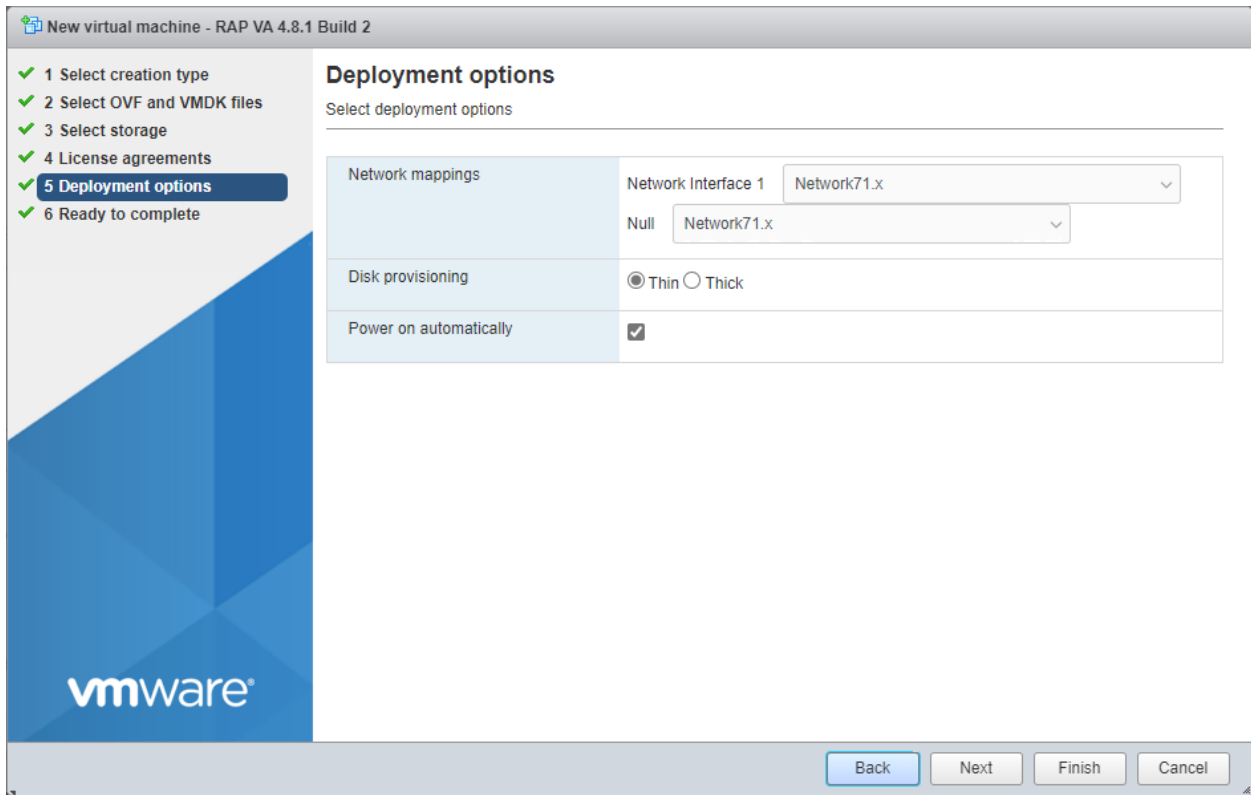 New virtual machine - RAP VA 4.8.1 Build 2
1 Select creation type
2 Select OVF and VMDK files
3 Select storage
4 License agreements
5 Deployment options
6 Ready to complete
Deployment options
Select deployment options
Network mappings
Network Interface 1 Network71.x
Null Network71.x
Disk provisioning
Thin Thick
Power on automatically
vmware®
Back Next Finish Cancel